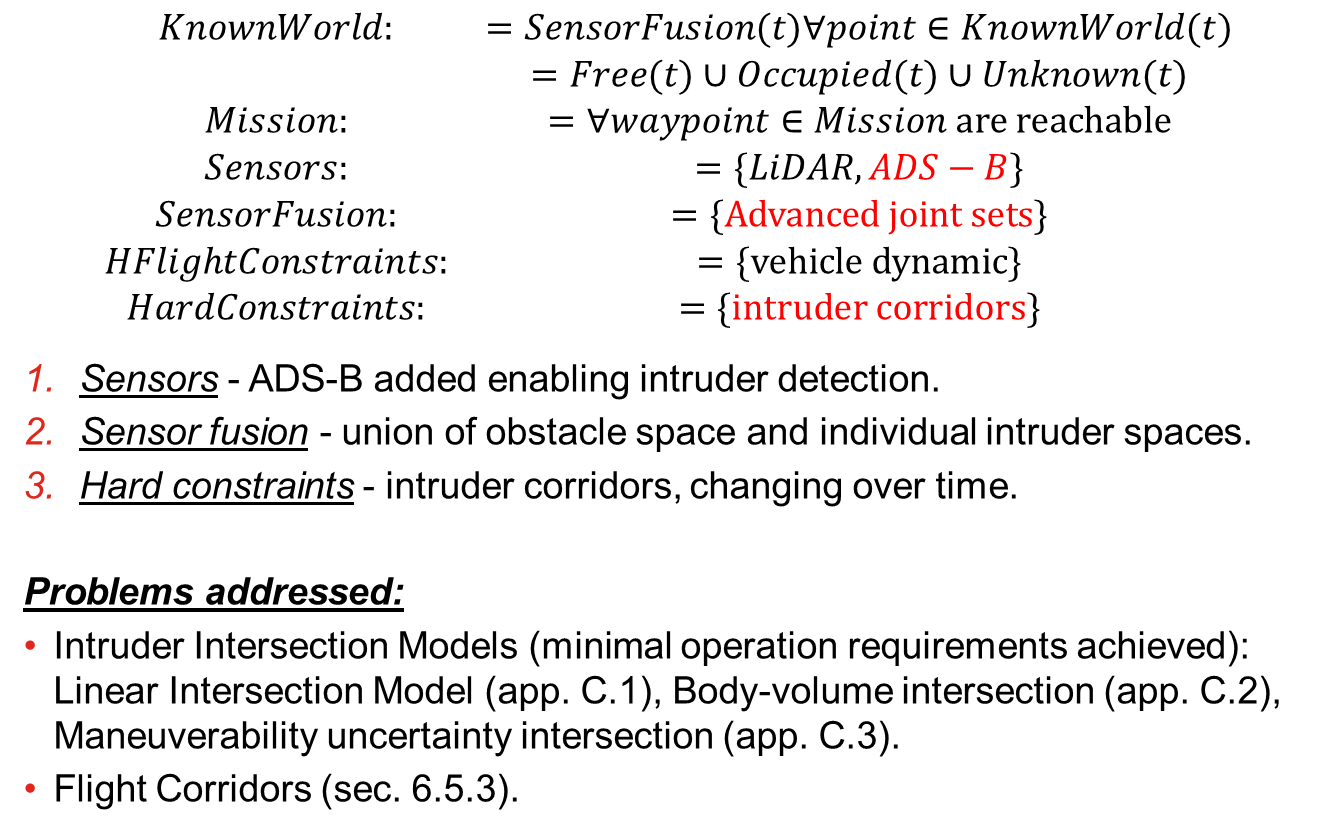 KnownWorld: = SensorFusion(t)∀point ∈ KnownWorld(t)
= Free(t) ∪ Occupied(t) ∪ Unknown(t)
Mission: = ∀waypoint ∈ Mission are reachable
Sensors: = {LiDAR, ADS − B}
SensorFusion: = {Advanced joint sets}
HFlightConstraints: = {vehicle dynamic}
HardConstraints: = {intruder corridors}
1. Sensors - ADS-B added enabling intruder detection.
2. Sensor fusion - union of obstacle space and individual intruder spaces.
3. Hard constraints - intruder corridors, changing over time.
Problems addressed:
• Intruder Intersection Models (minimal operation requirements achieved):
Linear Intersection Model (app. C.1), Body-volume intersection (app. C.2),
Maneuverability uncertainty intersection (app. C.3).
• Flight Corridors (sec. 6.5.3).